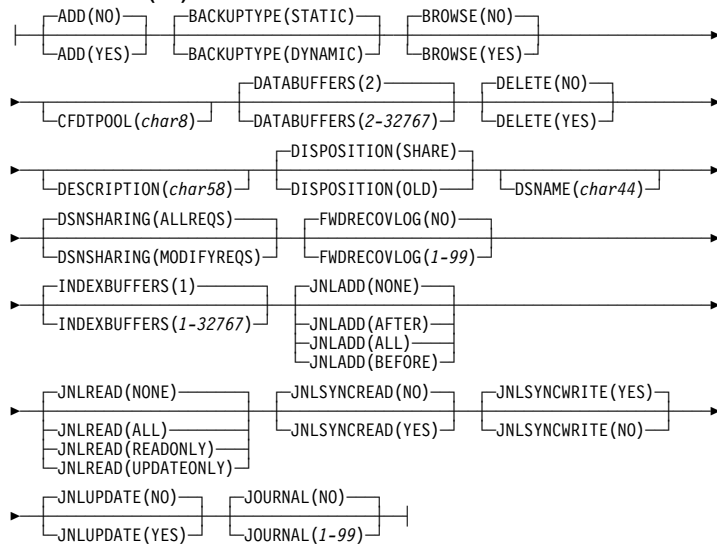 ADD(NO) BACKUPTYPE(STATIC) BROWSE(NO)
ADD(YES) BACKUPTYPE(DYNAMIC) BROWSE(YES)
DATABUFFERS(2) DELETE(NO)
CFDTPOOL(char8) DATABUFFERS(2-32767) DELETE(YES)
DISPOSITION(SHARE)
DESCRIPTION(char58) DISPOSITION(OLD) DSNAME(char44)
DSNSHARING(ALLREQS) FWDRECOVLOG(NO)
DSNSHARING(MODIFYREQS) FWDRECOVLOG(1-99)
INDEXBUFFERS(1) JNLADD(NONE)
INDEXBUFFERS(1-32767) JNLADD(AFTER)
JNLADD(ALL)
JNLADD(BEFORE)
JNLREAD(NONE) JNLSYNCREAD(NO) JNLSYNCWRITE(YES)
JNLREAD(ALL) JNLSYNCREAD(YES) JNLSYNCWRITE(NO)
JNLREAD(READONLY)
JNLREAD(UPDATEONLY)
JNLUPDATE(NO) JOURNAL(NO)
JNLUPDATE(YES) JOURNAL(1-99)